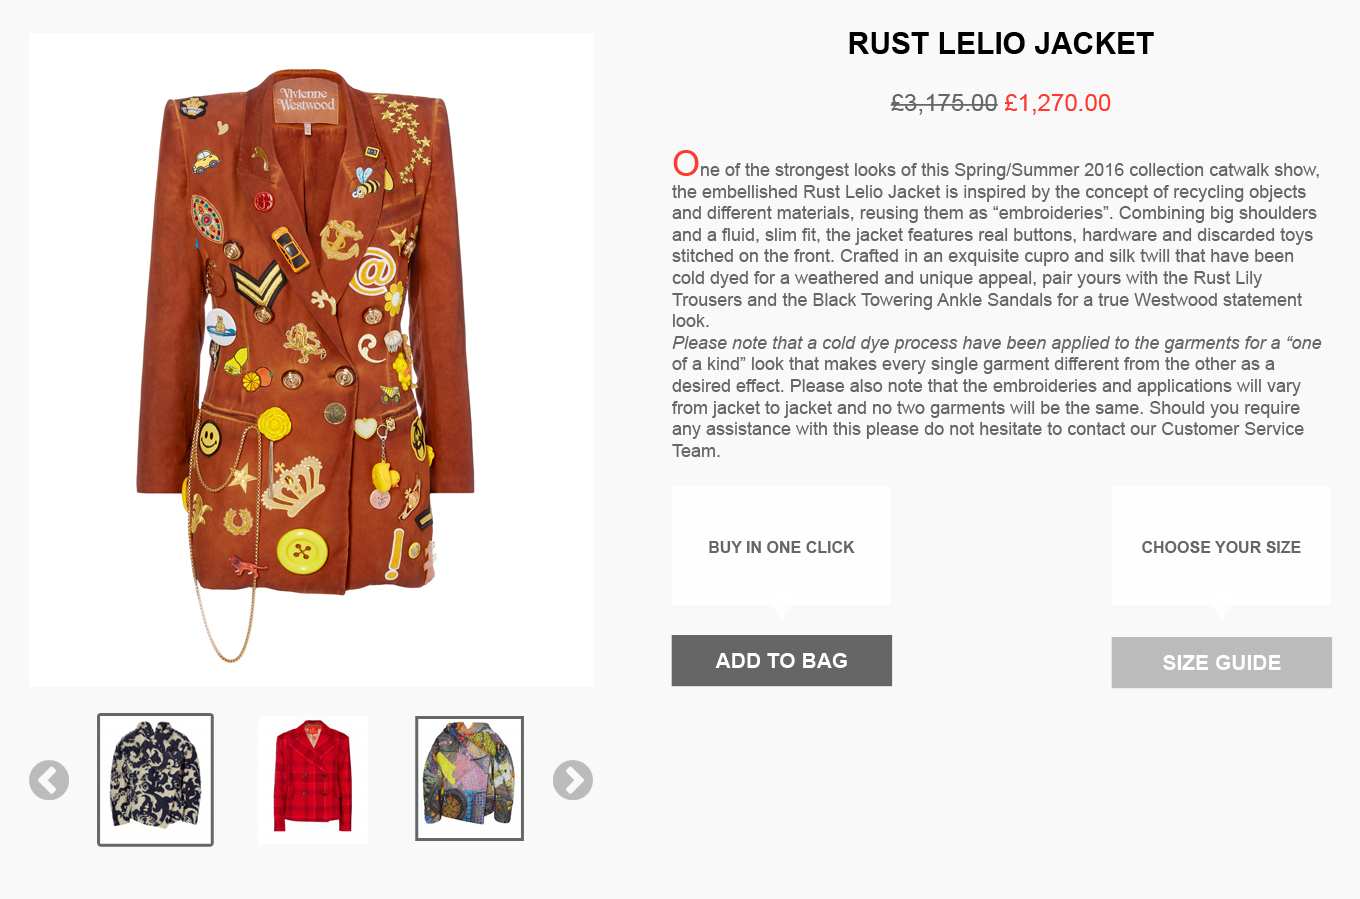 Vivienne
Westwood
RUST LELIO JACKET
£3,175.00 £1,270.00
One of the strongest looks of this Spring/Summer 2016 collection catwalk show,
the embellished Rust Lelio Jacket is inspired by the concept of recycling objects
and different materials, reusing them as “embroideries”. Combining big shoulders
and a fluid, slim fit, the jacket features real buttons, hardware and discarded toys
stitched on the front. Crafted in an exquisite cupro and silk twill that have been
cold dyed for a weathered and unique appeal, pair yours with the Rust Lily
Trousers and the Black Towering Ankle Sandals for a true Westwood statement
look.
Please note that a cold dye process have been applied to the garments for a “one
of a kind” look that makes every single garment different from the other as a
desired effect. Please also note that the embroideries and applications will vary
from jacket to jacket and no two garments will be the same. Should you require
any assistance with this please do not hesitate to contact our Customer Service
Team.
BUY IN ONE CLICK
CHOOSE YOUR SIZE
ADD TO BAG
SIZE GUIDE
@
!